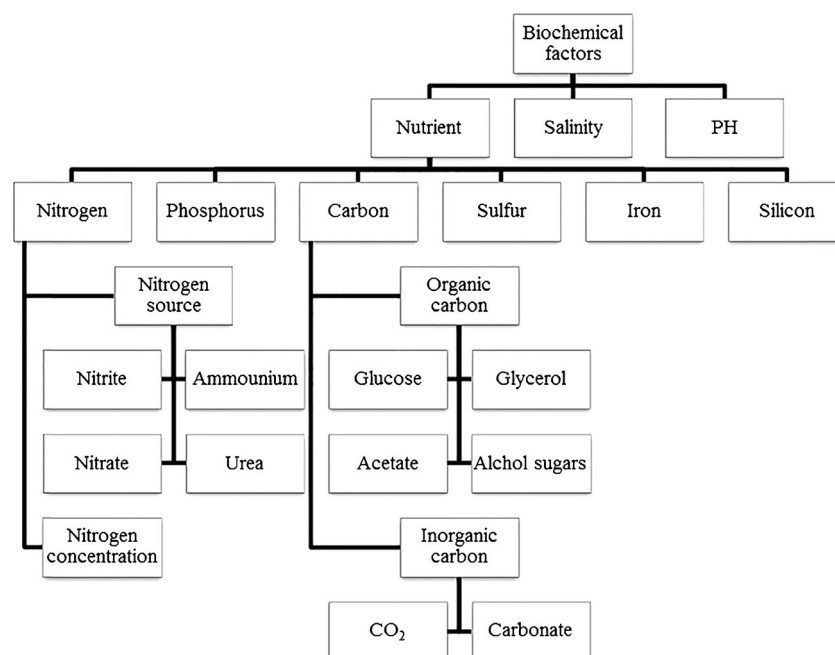 Biochemical
factors
Nutrient
Salinity
PH
Nitrogen
Phosphorus
Carbon
Sulfur
Iron
Silicon
Nitrogen
source
Organic
carbon
Nitrite
Ammounium
Glucose
Glycerol
Nitrate
Urea
Acetate
Alchol sugars
Nitrogen
concentration
Inorganic
carbon
CO₂
Carbonate